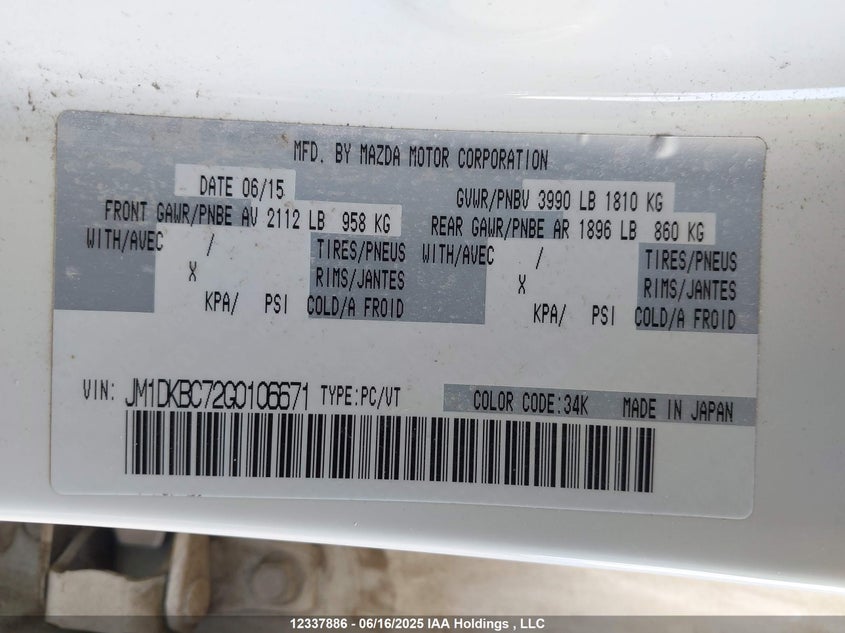 MFD. BY MAZDA MOTOR CORPORATION
DATE 06/15 GVWR/PNBV 3990 LB 1810 KG
FRONT GAWR/PNBE AV 2112 LB 958 KG REAR GAWR/PNBE AR 1896 LB 860 KG
WITH/AVEC / TIRES/PNEUS WITH/AVEC / TIRES/PNEUS
X RIMS/JANTES X RIMS/JANTES
KPA/ PSI COLD/A FROID KPA/ PSI COLD/A FROID
VIN: JM1DKBC72G0106671 TYPE:PC/VT COLOR CODE:34K MADE IN JAPAN
12337886 - 06/16/2025 IAA Holdings , LLC